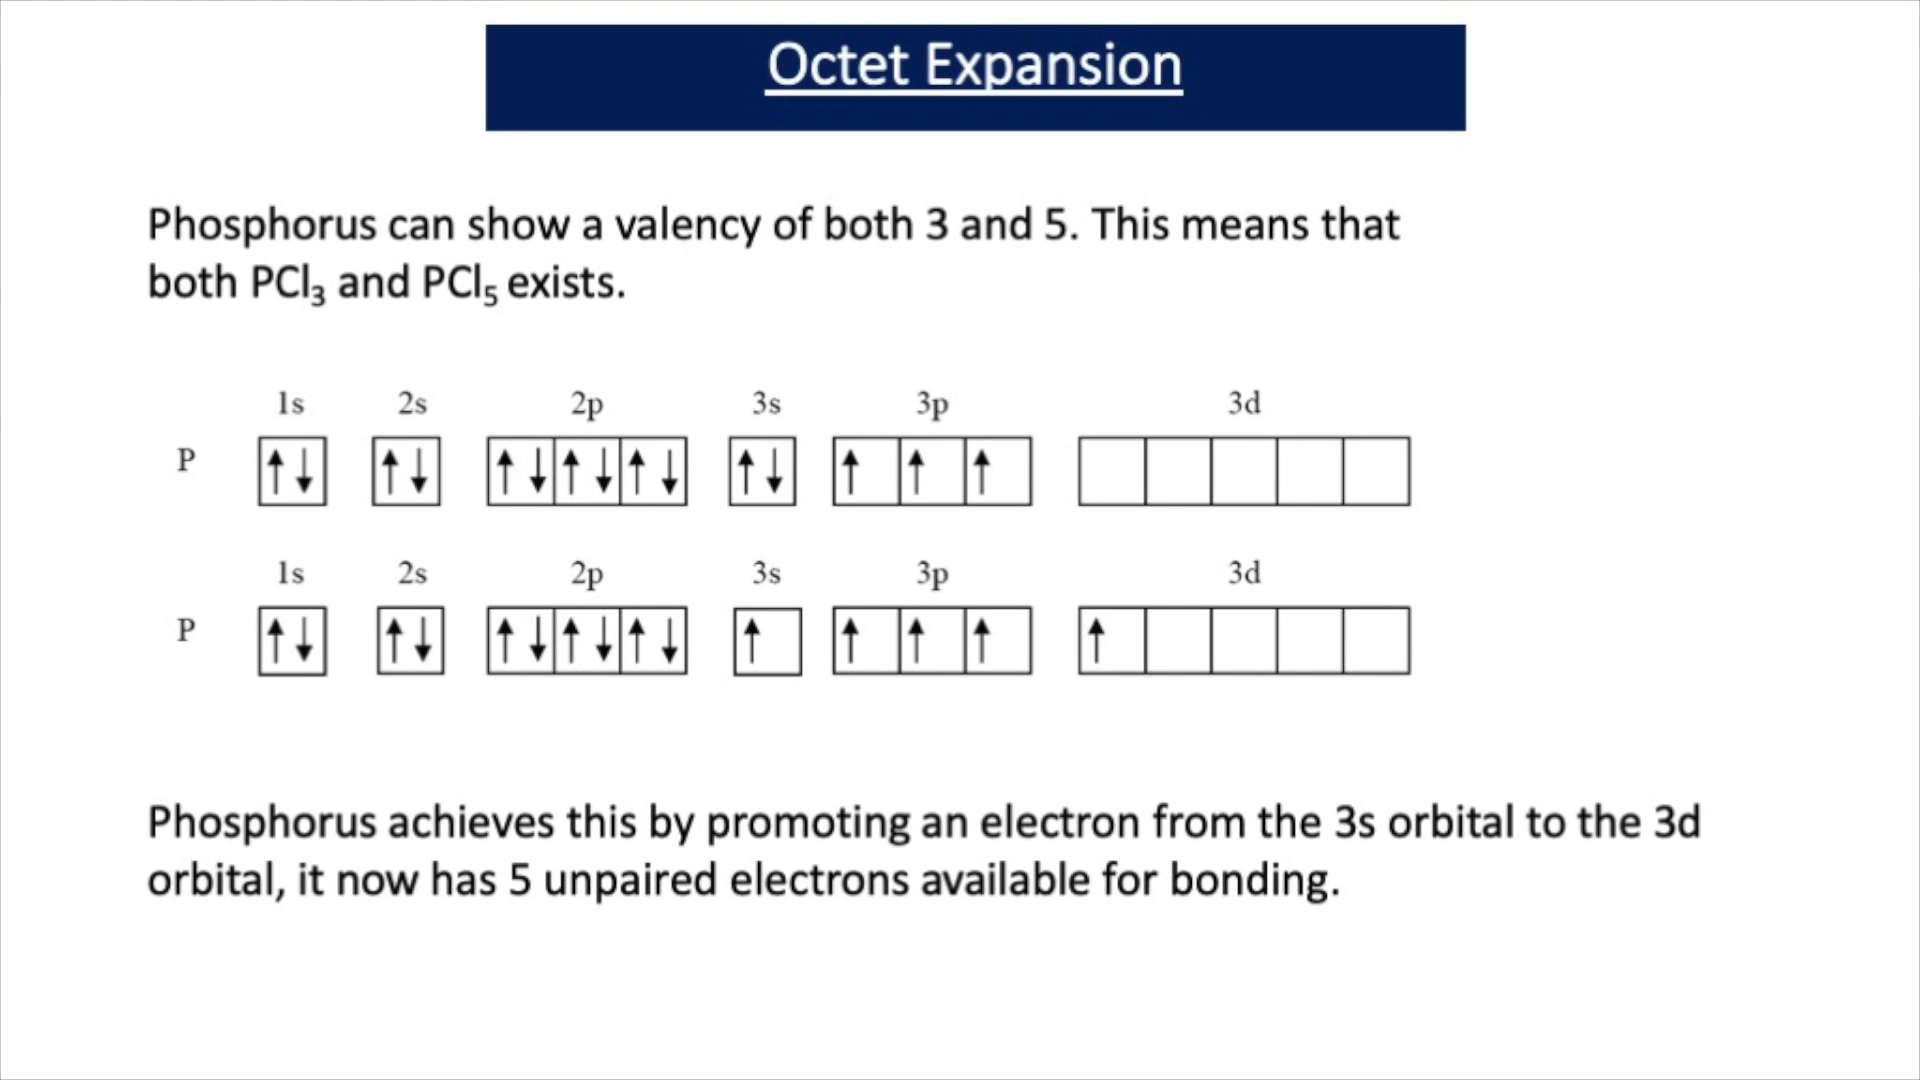 Octet Expansion
Phosphorus can show a valency of both 3 and 5. This means that
both PCl₃ and PCl₅ exists.
1s 2s 2p 3s 3p 3d
P
1s 2s 2p 3s 3p 3d
P
Phosphorus achieves this by promoting an electron from the 3s orbital to the 3d
orbital, it now has 5 unpaired electrons available for bonding.